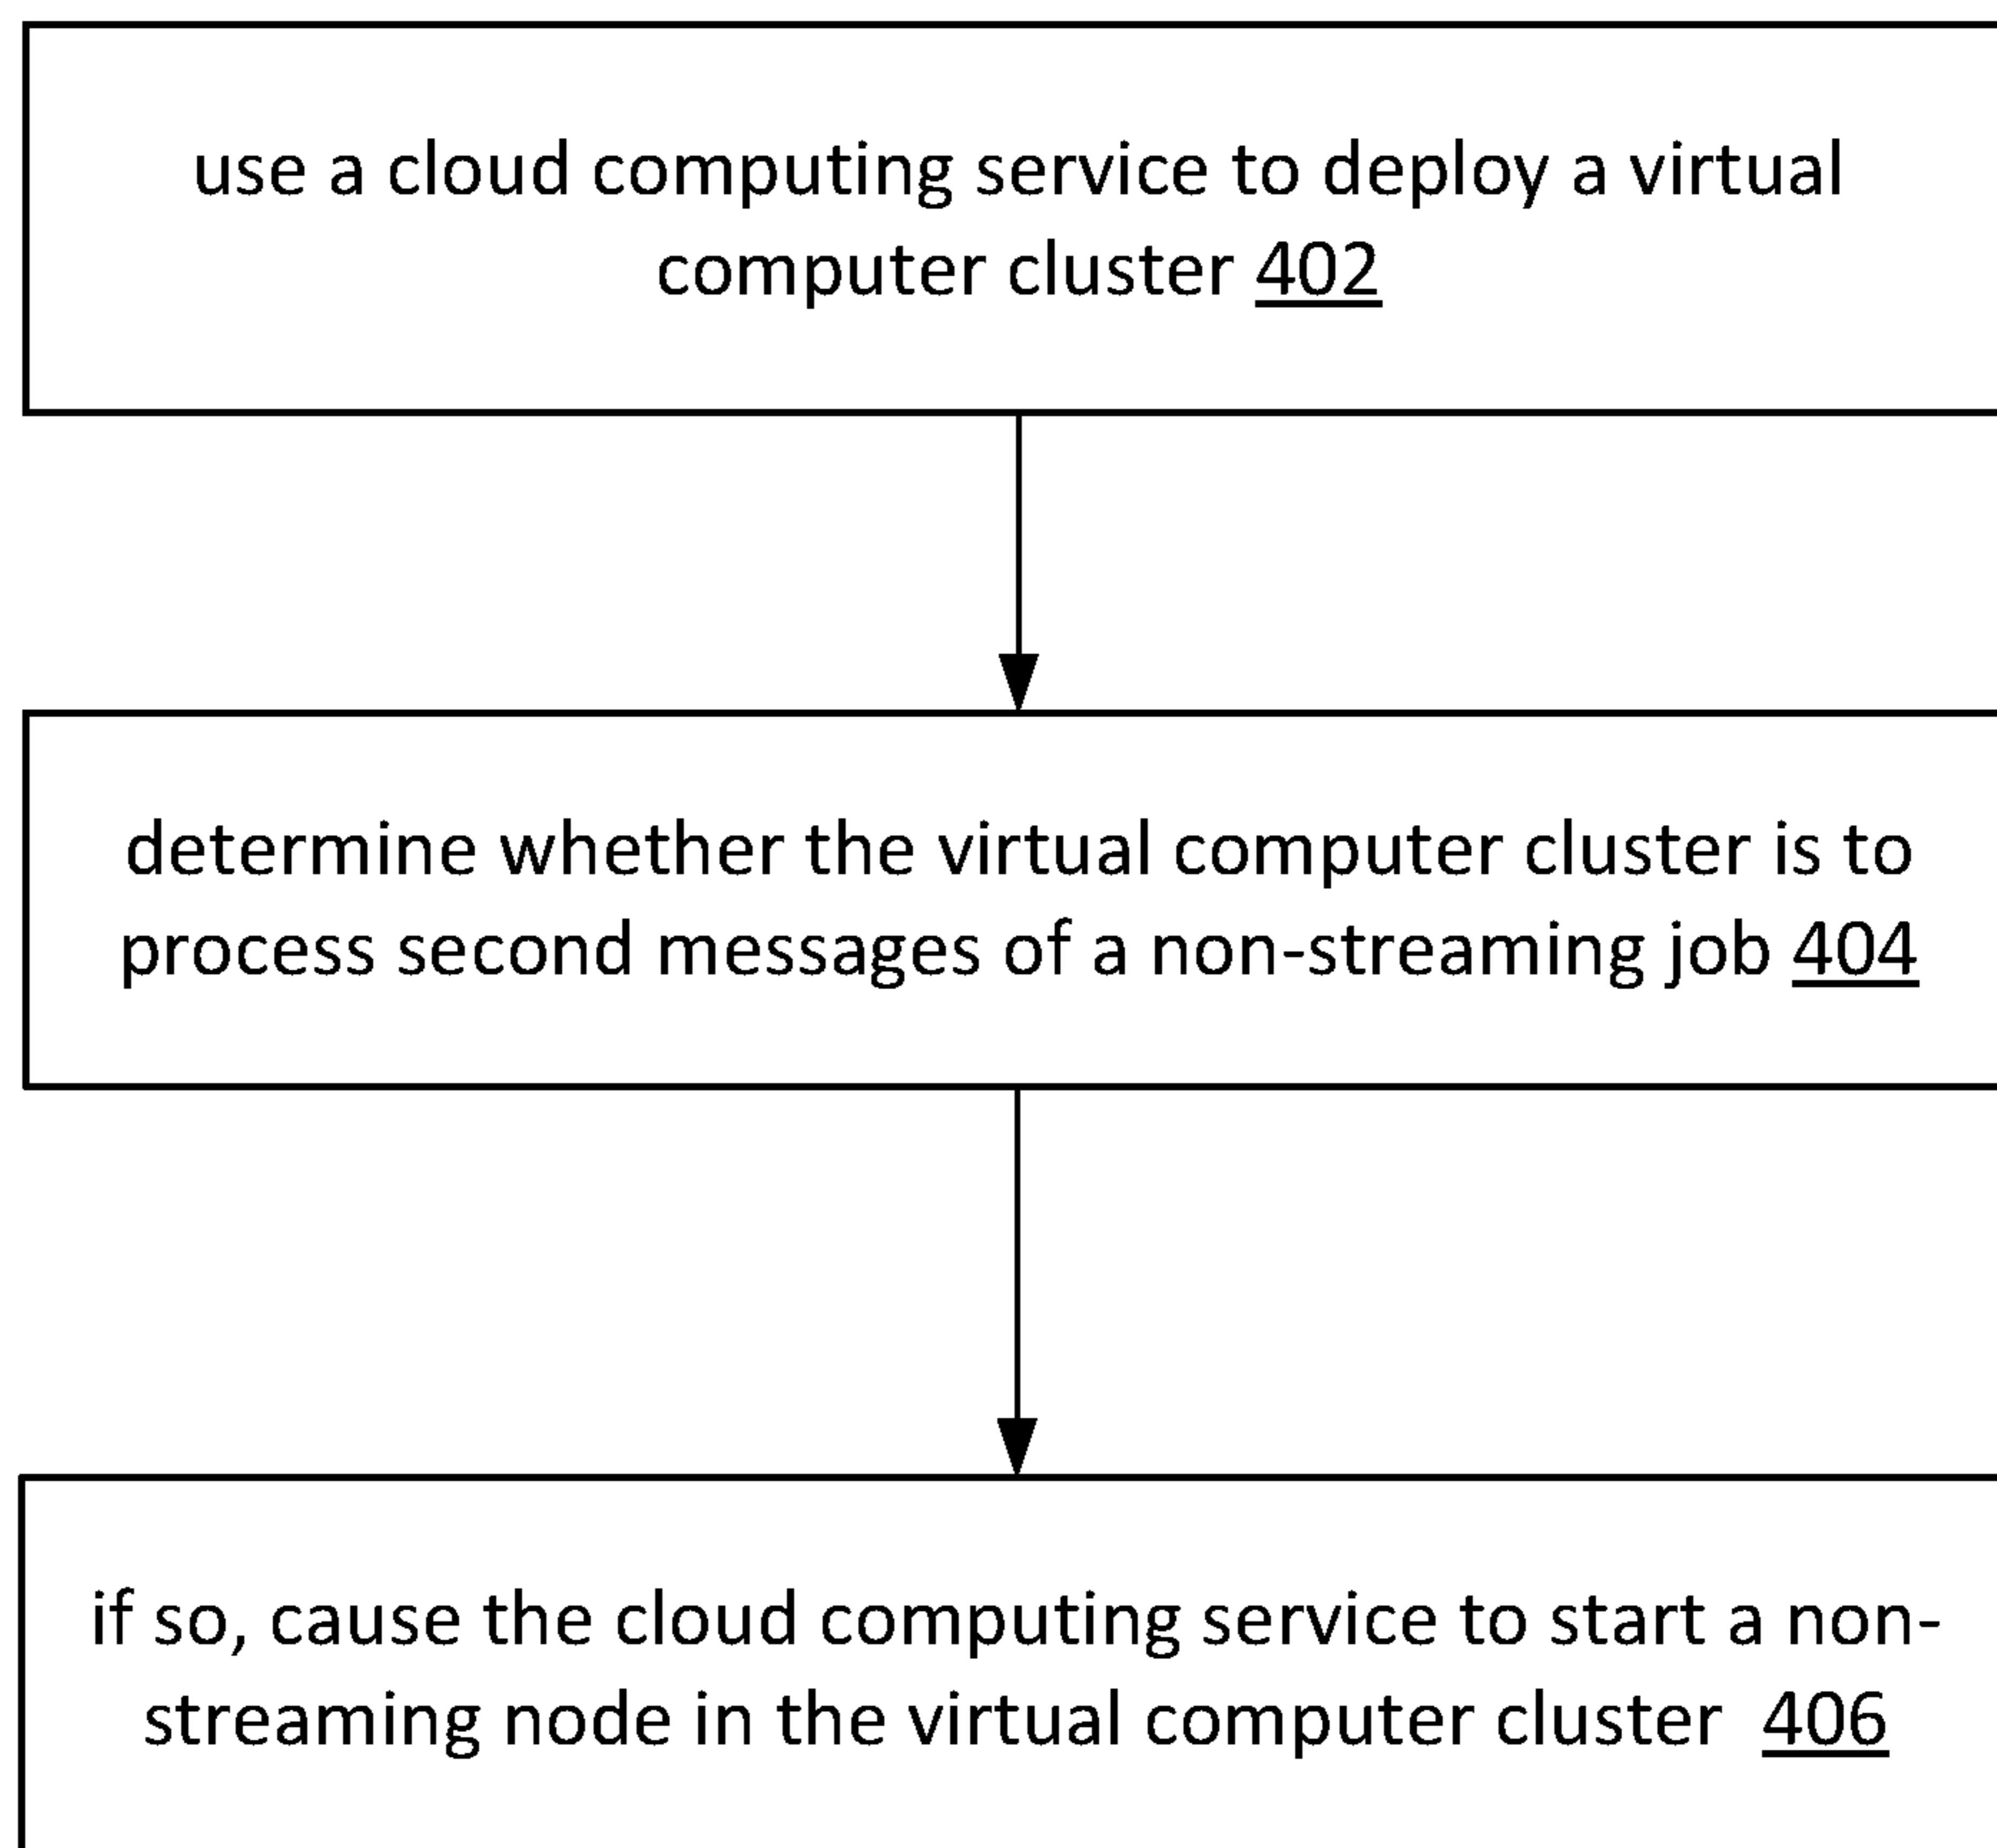 use a cloud computing service to deploy a virtual
computer cluster 402
determine whether the virtual computer cluster is to
process second messages of a non-streaming job 404
if so, cause the cloud computing service to start a non-
streaming node in the virtual computer cluster 406